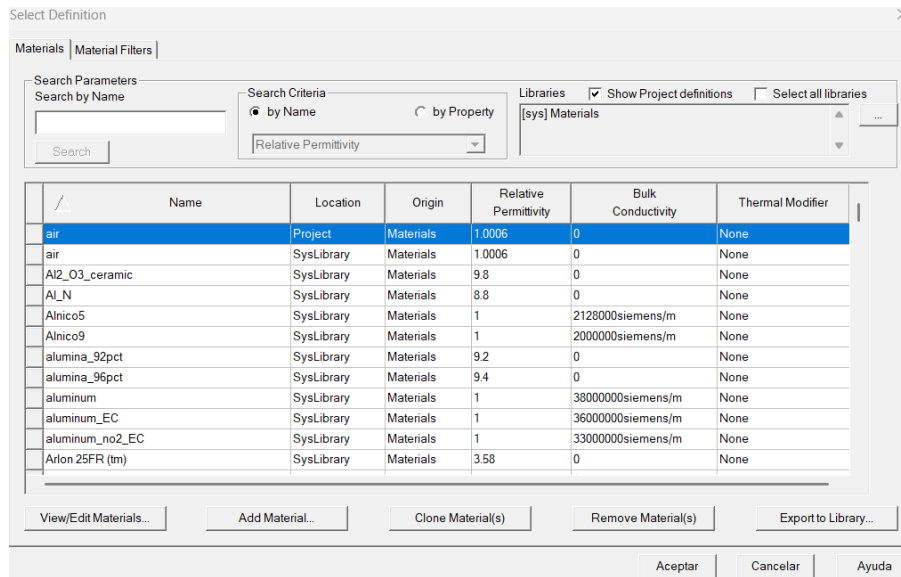 Select Definition
Materials Material Filters
Search Parameters
Search by Name
Search
Search Criteria
by Name by Property
Relative Permittivity
Libraries Show Project definitions Select all libraries
[sys] Materials
...
Name Location Origin Relative Permittivity Bulk Conductivity Thermal Modifier
air Project Materials 1.0006 0 None
air SysLibrary Materials 1.0006 0 None
Al2_O3_ceramic SysLibrary Materials 9.8 0 None
Al_N SysLibrary Materials 8.8 0 None
Alnico5 SysLibrary Materials 1 2128000siemens/m None
Alnico9 SysLibrary Materials 1 2000000siemens/m None
alumina_92pct SysLibrary Materials 9.2 0 None
alumina_96pct SysLibrary Materials 9.4 0 None
aluminum SysLibrary Materials 1 38000000siemens/m None
aluminum_EC SysLibrary Materials 1 36000000siemens/m None
aluminum_no2_EC SysLibrary Materials 1 33000000siemens/m None
Arlon 25FR (tm) SysLibrary Materials 3.58 0 None
View/Edit Materials... Add Material... Clone Material(s) Remove Material(s) Export to Library...
Aceptar Cancelar Ayuda